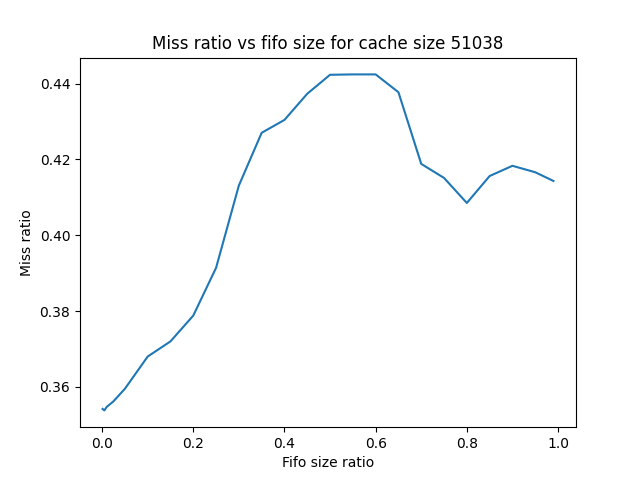 Miss ratio vs fifo size for cache size 51038
0.44
0.42
0.40
0.38
0.36
Miss ratio
0.0 0.2 0.4 0.6 0.8 1.0
Fifo size ratio